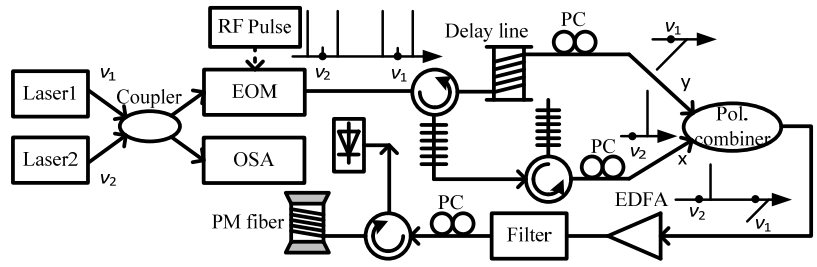 RF Pulse
Delay line
PC
v₁
Laser1
v₁
Coupler
EOM
v₂
v₁
y
Pol.
combiner
Laser2
v₂
OSA
PC
v₂
x
PM fiber
PC
Filter
EDFA
v₂
v₁